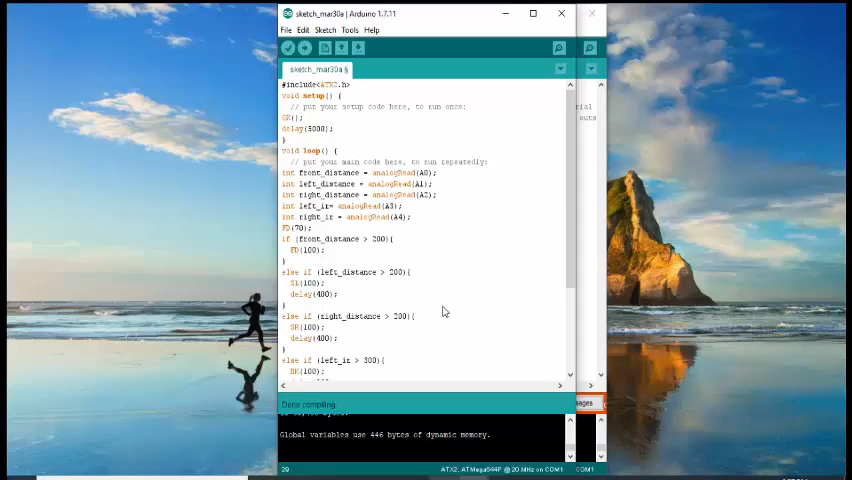 sketch_mar30a | Arduino 1.7.11
File Edit Sketch Tools Help
sketch_mar30a §
#include<ATX2.h>
void setup() {
// put your setup code here, to run once:
OK();
delay(5000);
}
void loop() {
// put your main code here, to run repeatedly:
int front_distance = analogRead(A0);
int left_distance = analogRead(A1);
int right_distance = analogRead(A2);
int left_ir= analogRead(A3);
int right_ir = analogRead(A4);
FD(70);
if (front_distance > 200){
FD(100);
}
else if (left_distance > 200){
SL(100);
delay(400);
}
else if (right_distance > 200){
SR(100);
delay(400);
}
else if (left_ir > 300){
BK(100);
Done compiling.
Global variables use 446 bytes of dynamic memory.
29
ATX2, ATMega644P @ 20 MHz on COM1
COM1